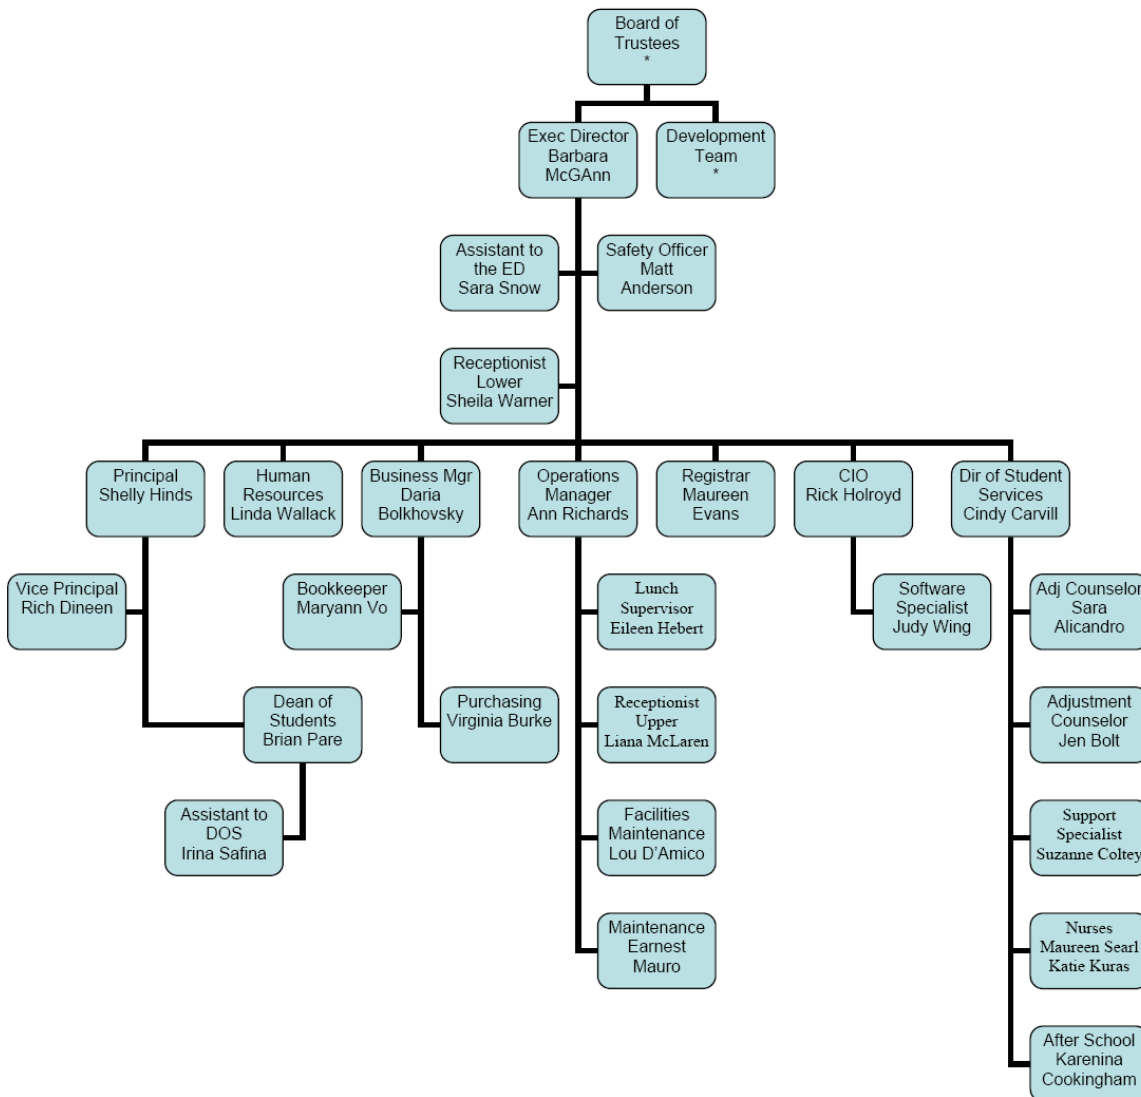 Board of
Trustees
*
Exec Director
Barbara
McGAnn
Development
Team
*
Assistant to
the ED
Sara Snow
Safety Officer
Matt
Anderson
Receptionist
Lower
Sheila Warner
Principal
Shelly Hinds
Human
Resources
Linda Wallack
Business Mgr
Daria
Bolkhovsky
Operations
Manager
Ann Richards
Registrar
Maureen
Evans
CIO
Rick Holroyd
Dir of Student
Services
Cindy Carvill
Vice Principal
Rich Dineen
Bookkeeper
Maryann Vo
Lunch
Supervisor
Eileen Hebert
Software
Specialist
Judy Wing
Adj Counselor
Sara
Alicandro
Dean of
Students
Brian Pare
Purchasing
Virginia Burke
Receptionist
Upper
Liana McLaren
Adjustment
Counselor
Jen Bolt
Assistant to
DOS
Irina Safina
Facilities
Maintenance
Lou D'Amico
Support
Specialist
Suzanne Coltey
Maintenance
Earnest
Mauro
Nurses
Maureen Searl
Katie Kuras
After School
Karenina
Cookingham